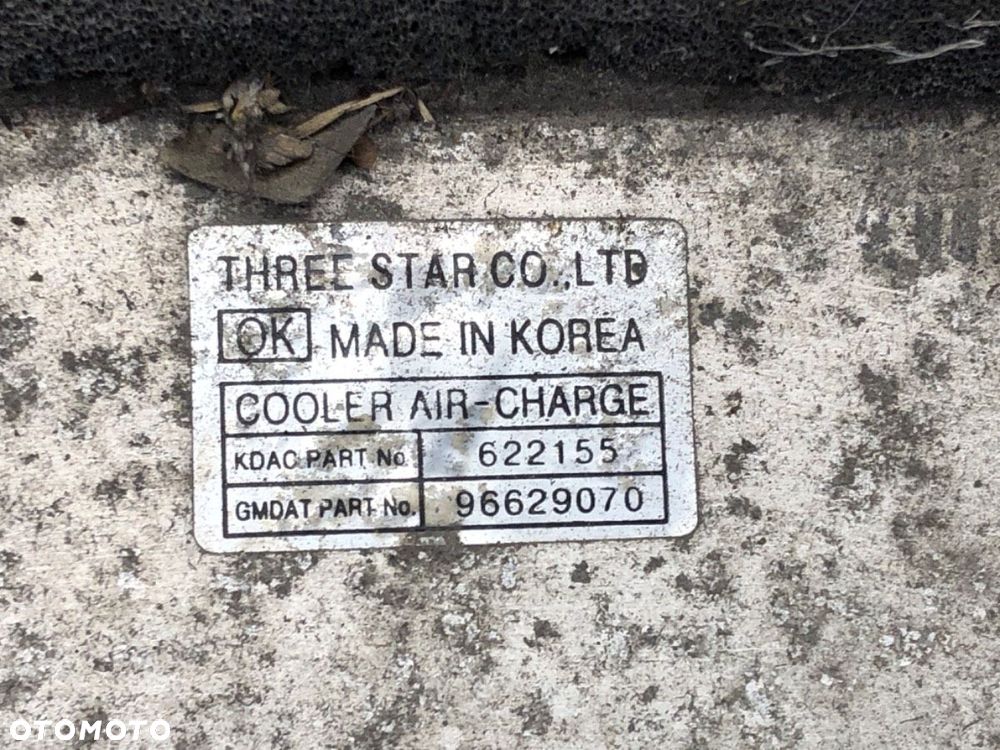 THREE STAR CO.,LTD
OK MADE IN KOREA
COOLER AIR-CHARGE
KDAC PART No. 622155
GMDAT PART No. 96629070
OTOMOTO